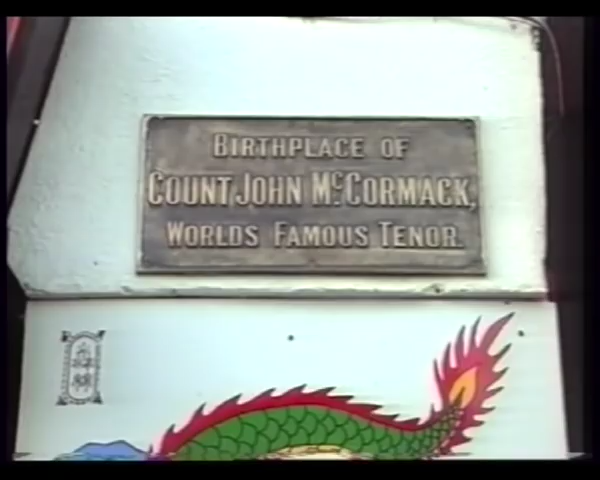 BIRTHPLACE OF
COUNT JOHN McCORMACK,
WORLDS FAMOUS TENOR.